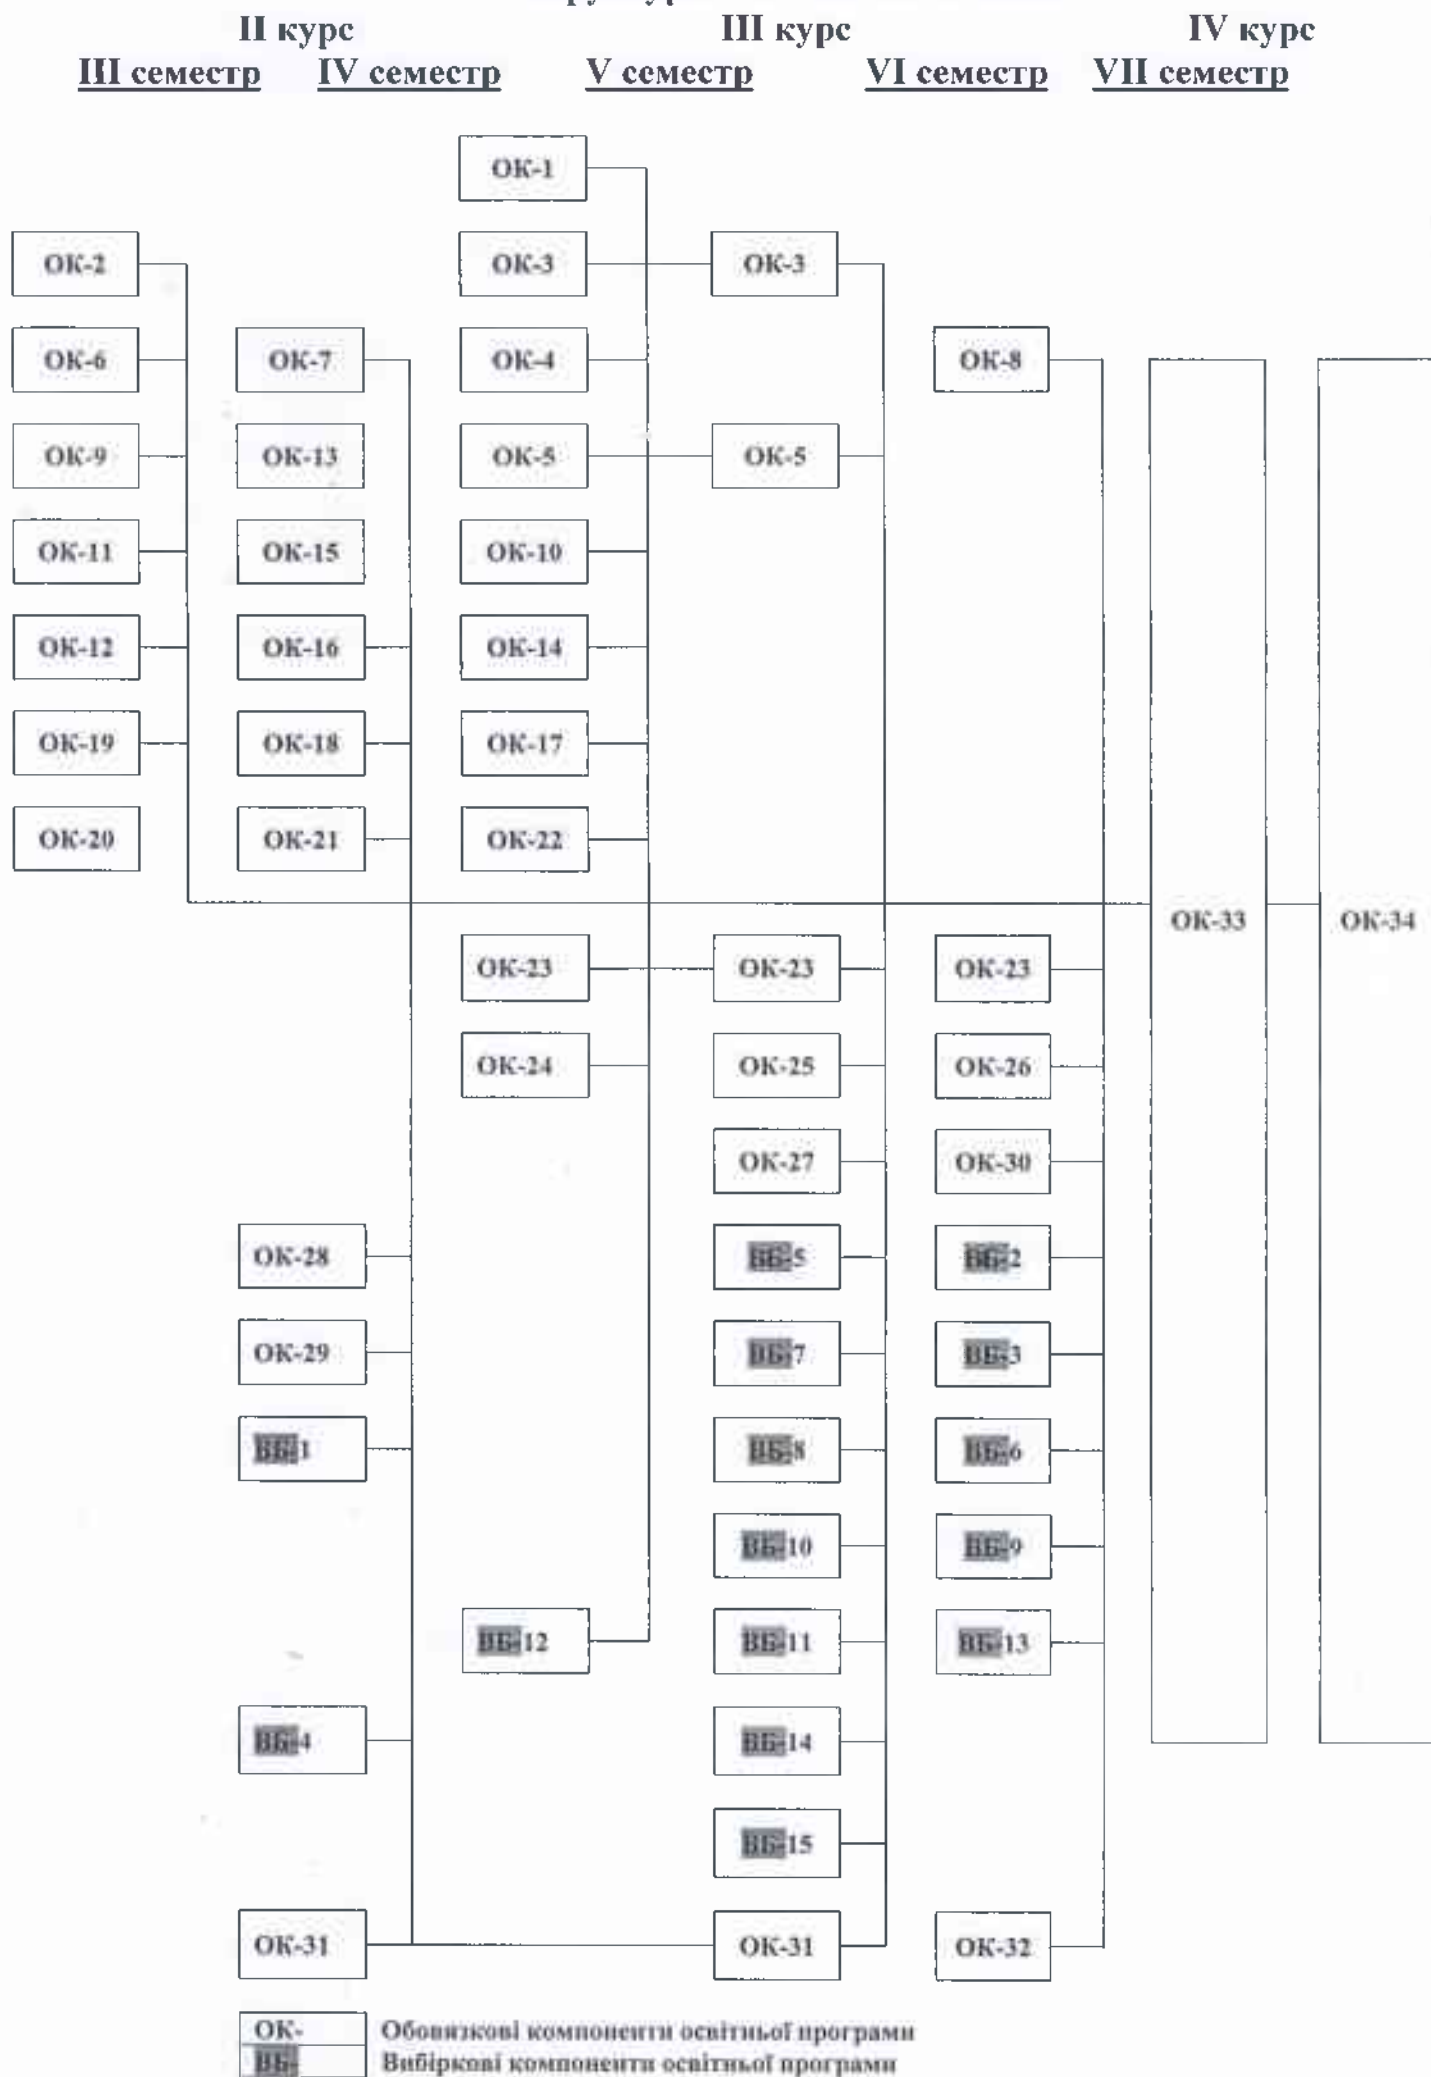 II курс III курс IV курс
III семестр IV семестр V семестр VI семестр VII семестр
ОК-1
ОК-2 ОК-3 ОК-3
ОК-6 ОК-7 ОК-4 ОК-8
ОК-9 ОК-13 ОК-5 ОК-5
ОК-11 ОК-15 ОК-10
ОК-12 ОК-16 ОК-14
ОК-19 ОК-18 ОК-17
ОК-20 ОК-21 ОК-22
ОК-33 ОК-34
ОК-23 ОК-23 ОК-23
ОК-24 ОК-25 ОК-26
ОК-27 ОК-30
ОК-28 ВБ-5 ВБ-2
ОК-29 ВБ-7 ВБ-3
ВБ-1 ВБ-8 ВБ-6
ВБ-10 ВБ-9
ВБ-12 ВБ-11 ВБ-13
ВБ-4 ВБ-14
ВБ-15
ОК-31 ОК-31 ОК-32
ОК- Обовязкові компоненти освітньої програми
ВБ- Вибіркові компоненти освітньої програми